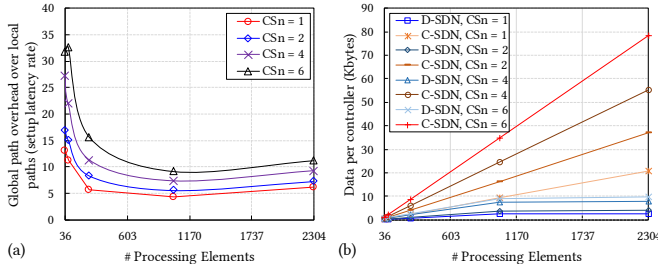 Global path overhead over local
paths (setup latency rate)
40
35
30
25
20
15
10
5
0
CSn = 1
CSn = 2
CSn = 4
CSn = 6
36
603
1170
1737
2304
# Processing Elements
(a)
Data per controller (Kbytes)
90
80
70
60
50
40
30
20
10
0
D-SDN, CSn = 1
C-SDN, CSn = 1
D-SDN, CSn = 2
C-SDN, CSn = 2
D-SDN, CSn = 4
C-SDN, CSn = 4
D-SDN, CSn = 6
C-SDN, CSn = 6
36
603
1170
1737
2304
# Processing Elements
(b)